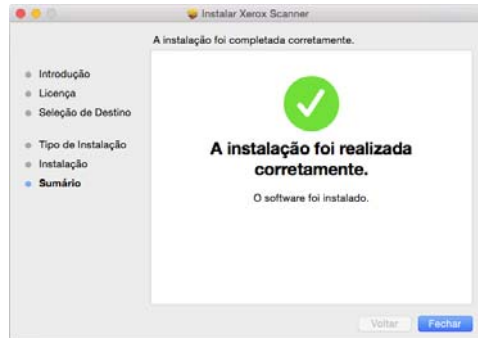 Instalar Xerox Scanner
A instalação foi completada corretamente.
Introdução
Licença
Seleção de Destino
Tipo de Instalação
Instalação
Sumário
A instalação foi realizada
corretamente.
O software foi instalado.
Voltar
Fechar